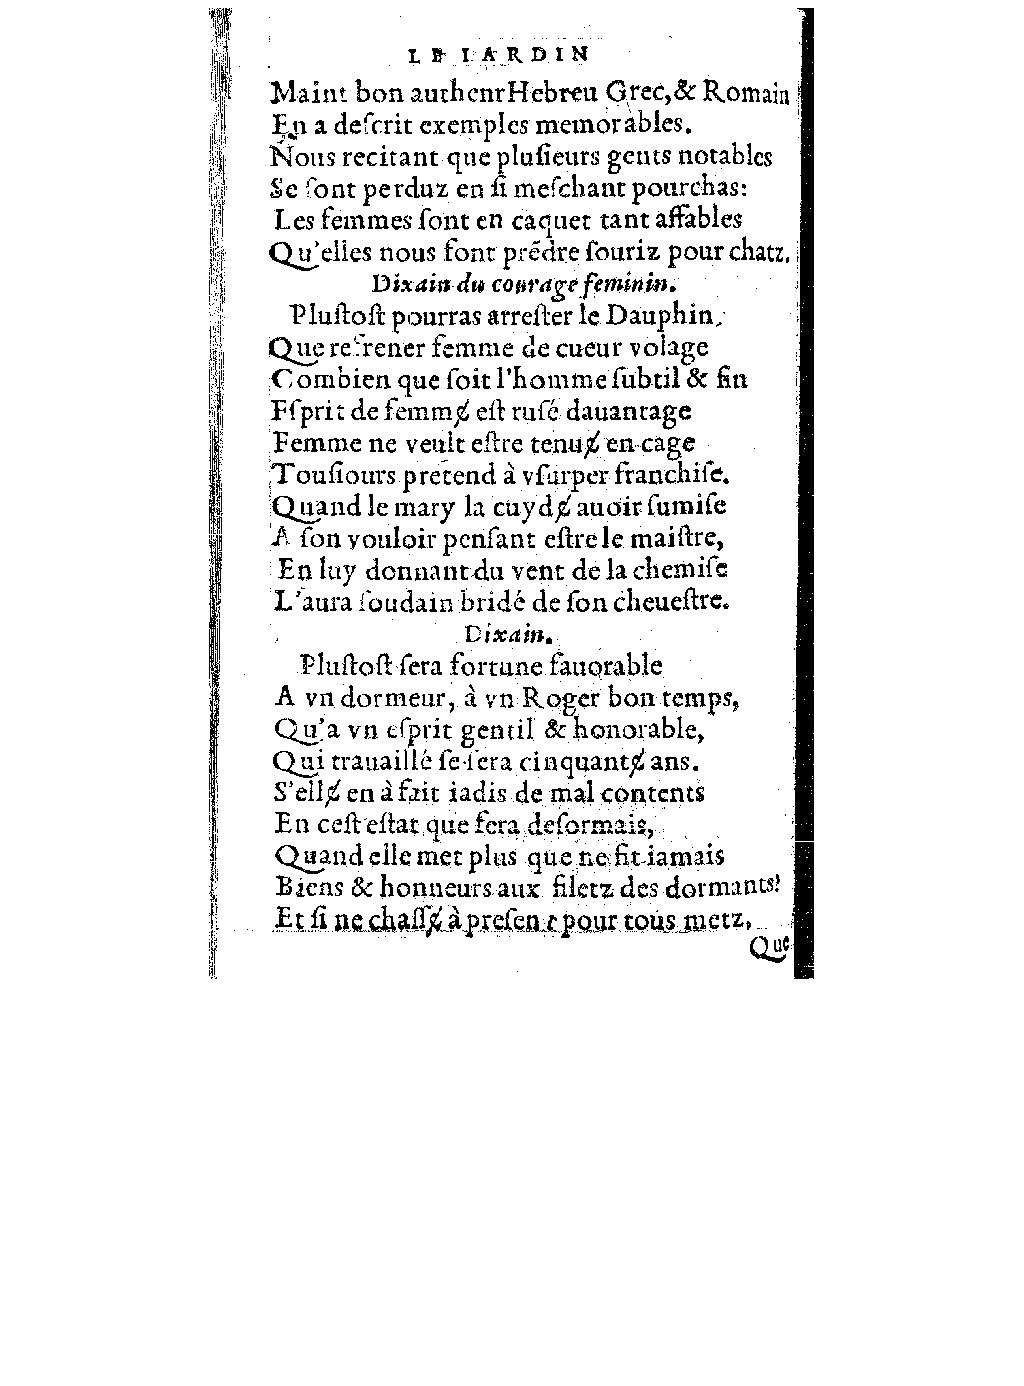 LE IARDIN
Maint bon authent Hebreu Grec, & Romain
En a deſcrit exemples memorables.
Nous recitant que pluſieurs gents notables
Se ſont perduz en ſi meſchant pourchas:
Les femmes ſont en caquet tant affables
Qu'elles nous font prẽdre ſouriz pour chatz.
Dixain du courage feminin.
Pluſtoſt pourras arreſter le Dauphin,
Que refrener femme de cueur volage
Combien que ſoit l'homme ſubtil & fin
Eſprit de femmɇ eſt ruſé dauantage
Femme ne veult eſtre tenuɇ en cage
Touſiours pretend à vſurper franchiſe.
Quand le mary la cuydɇ auoir ſumiſe
A ſon vouloir penſant eſtre le maiſtre,
En luy donnant du vent de la chemiſe
L'aura ſoudain bridé de ſon cheueſtre.
Dixain.
Pluſtoſt ſera fortune fauorable
A vn dormeur, à vn Roger bon temps,
Qu'a vn eſprit gentil & honorable,
Qui trauaillé ſe ſera cinquantɇ ans.
S'ellɇ en à fait iadis de mal contents
En ceſt eſtat que fera deſormais,
Quand elle met plus que ne fit iamais
Biens & honneurs aux filetz des dormants?
Et ſi ne chaſſɇ à preſent pour tous metz,
Que